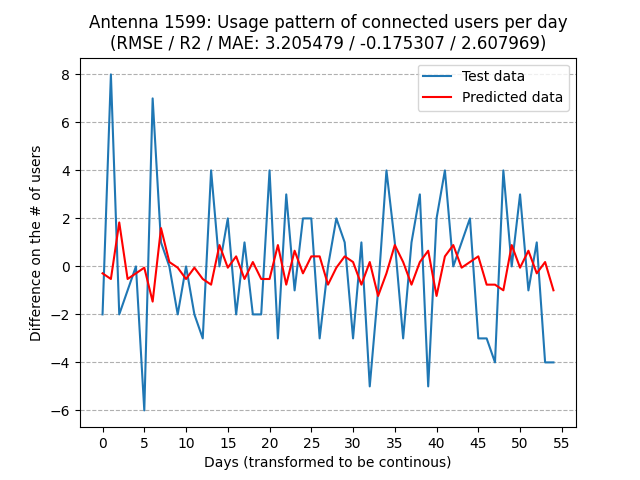 Antenna 1599: Usage pattern of connected users per day
(RMSE / R2 / MAE: 3.205479 / -0.175307 / 2.607969)
Test data
Predicted data
Difference on the # of users
8
6
4
2
0
−2
−4
−6
0 5 10 15 20 25 30 35 40 45 50 55
Days (transformed to be continous)